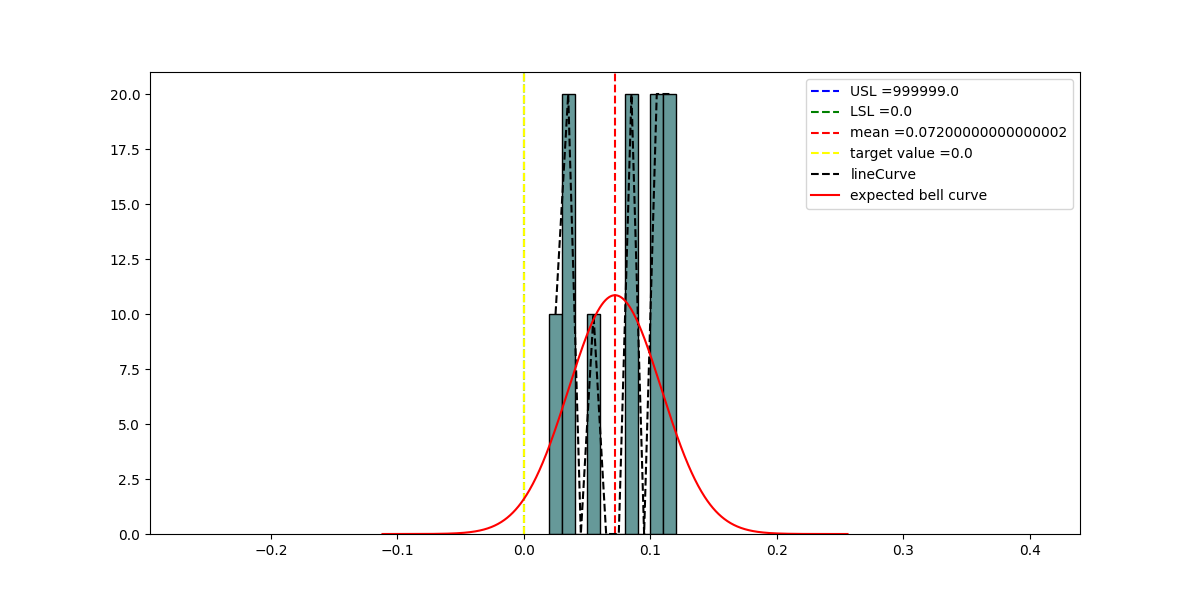 USL =999999.0
LSL =0.0
mean =0.07200000000000002
target value =0.0
lineCurve
expected bell curve
20.0
17.5
15.0
12.5
10.0
7.5
5.0
2.5
0.0
−0.2 −0.1 0.0 0.1 0.2 0.3 0.4